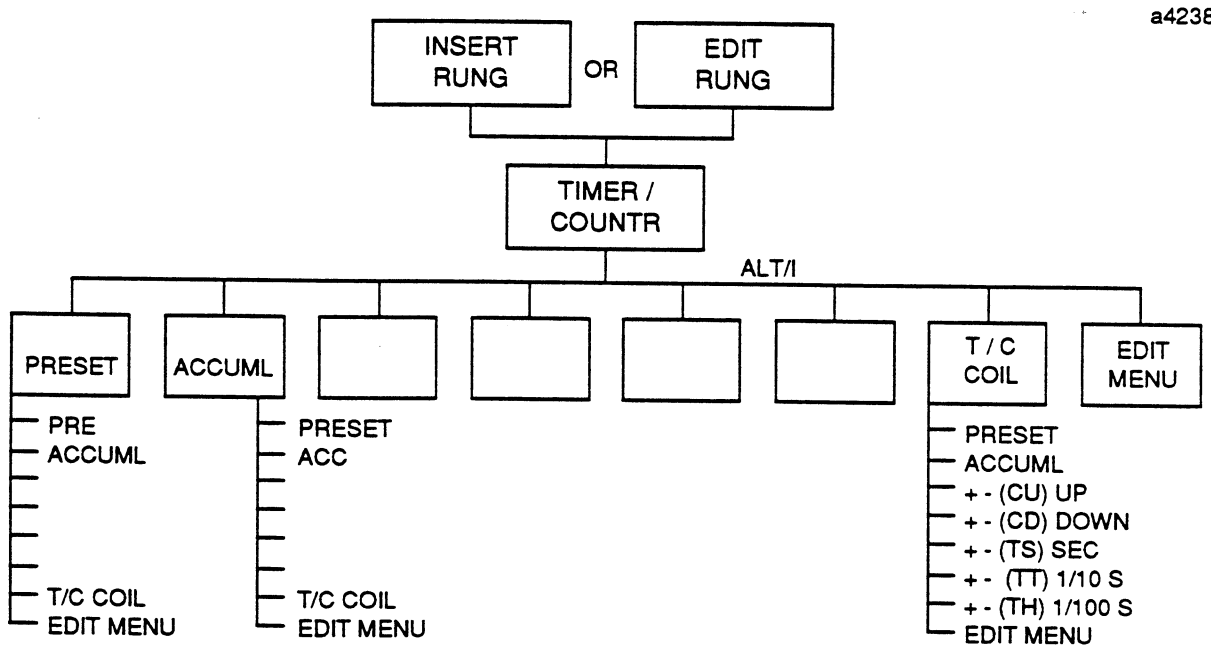 a4238
INSERT
RUNG
OR
EDIT
RUNG
TIMER /
COUNTR
ALT/I
PRESET
ACCUML
T / C
COIL
EDIT
MENU
PRE
ACCUML
T/C COIL
EDIT MENU
PRESET
ACC
T/C COIL
EDIT MENU
PRESET
ACCUML
+ - (CU) UP
+ - (CD) DOWN
+ - (TS) SEC
+ - (TT) 1/10 S
+ - (TH) 1/100 S
EDIT MENU